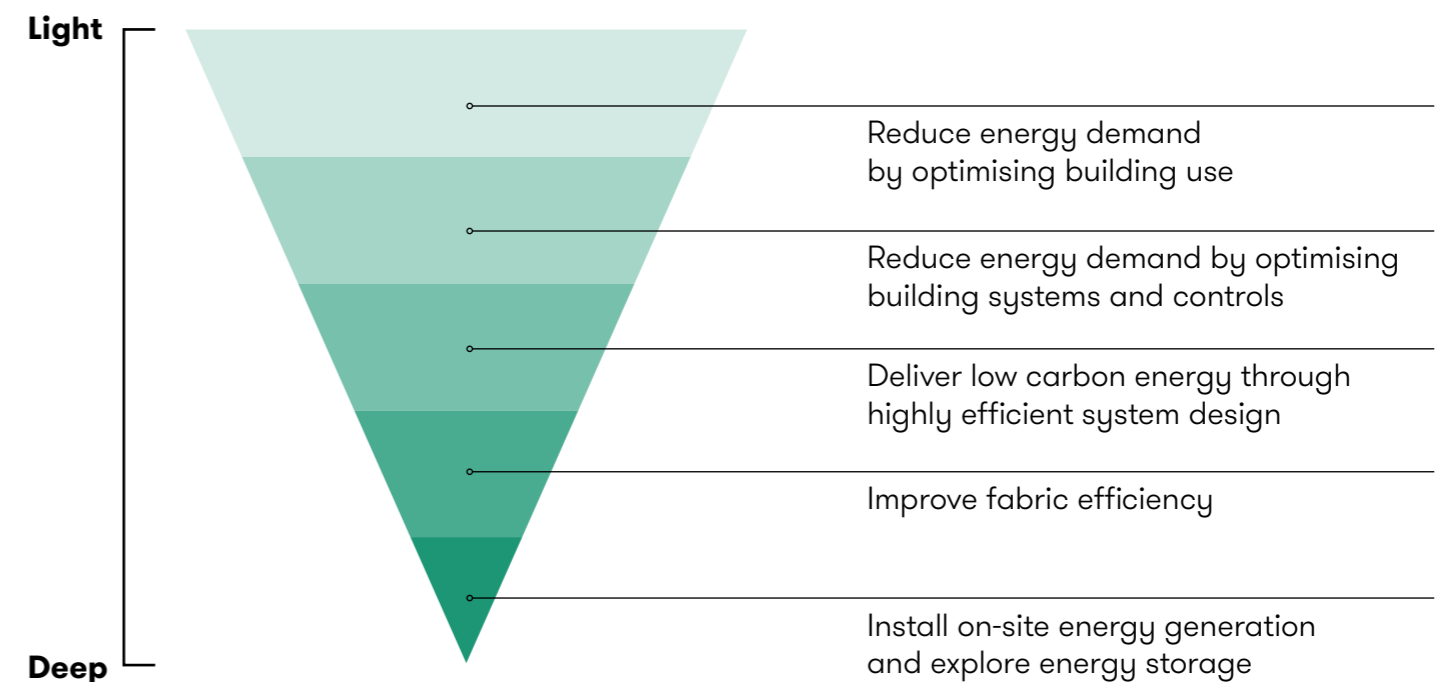 Light
Reduce energy demand
by optimising building use
Reduce energy demand by optimising
building systems and controls
Deliver low carbon energy through
highly efficient system design
Improve fabric efficiency
Install on-site energy generation
and explore energy storage
Deep